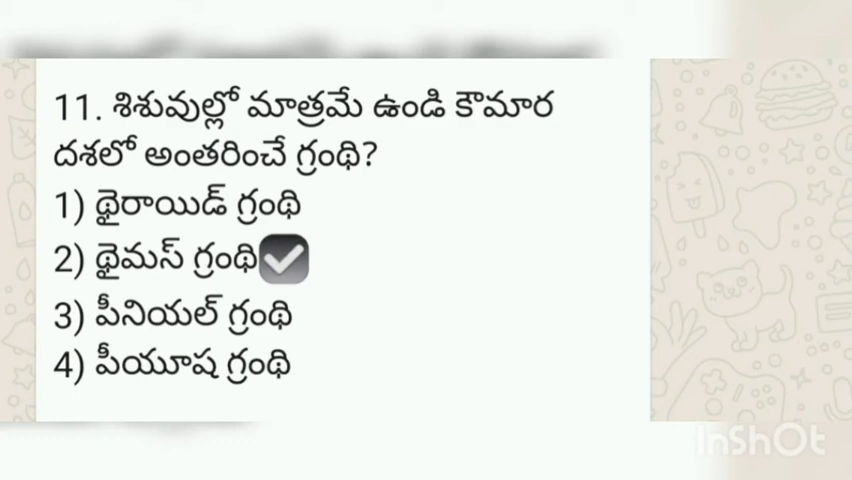 11. శిశువుల్లో మాత్రమే ఉండి కౌమార
దశలో అంతరించే గ్రంథి?
1) థైరాయిడ్ గ్రంథి
2) థైమస్ గ్రంథి
3) పీనియల్ గ్రంథి
4) పీయూష గ్రంథి
InShOt